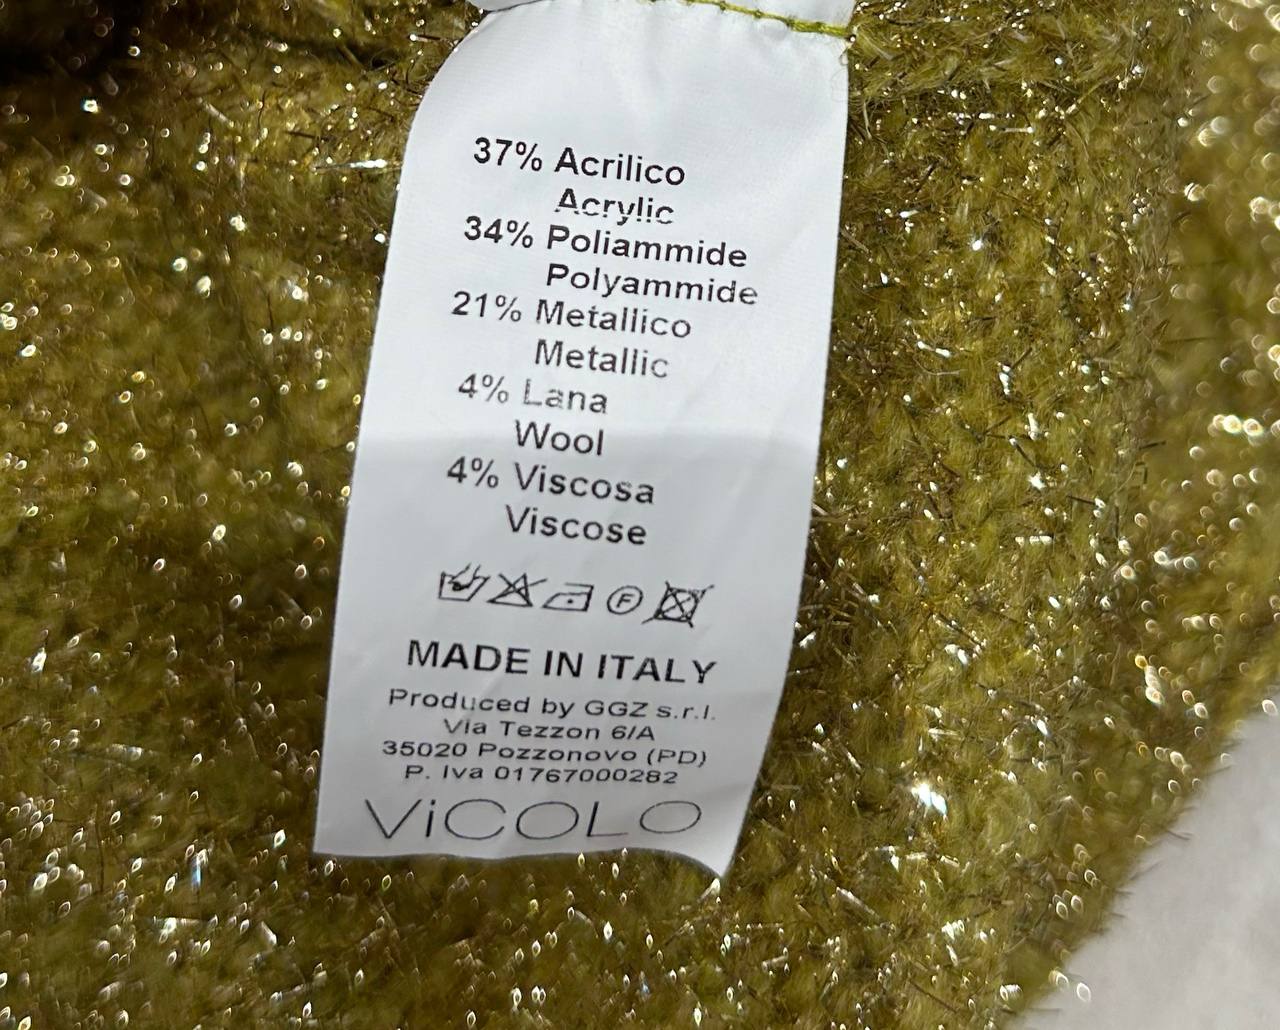 37% Acrilico
Acrylic
34% Poliammide
Polyammide
21% Metallico
Metallic
4% Lana
Wool
4% Viscosa
Viscose
F
MADE IN ITALY
Produced by GGZ s.r.l.
Via Tezzon 6/A
35020 Pozzonovo (PD)
P. Iva 01767000282
ViCOLO